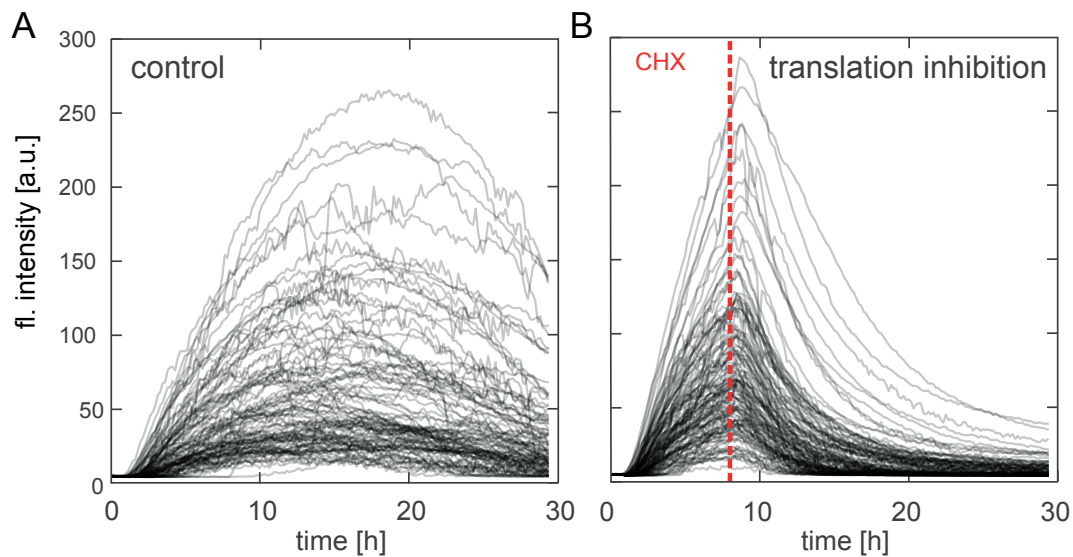 A
B
300
250
200
150
100
50
0
fl. intensity [a.u.]
control
0
10
20
30
time [h]
CHX
translation inhibition
0
10
20
30
time [h]